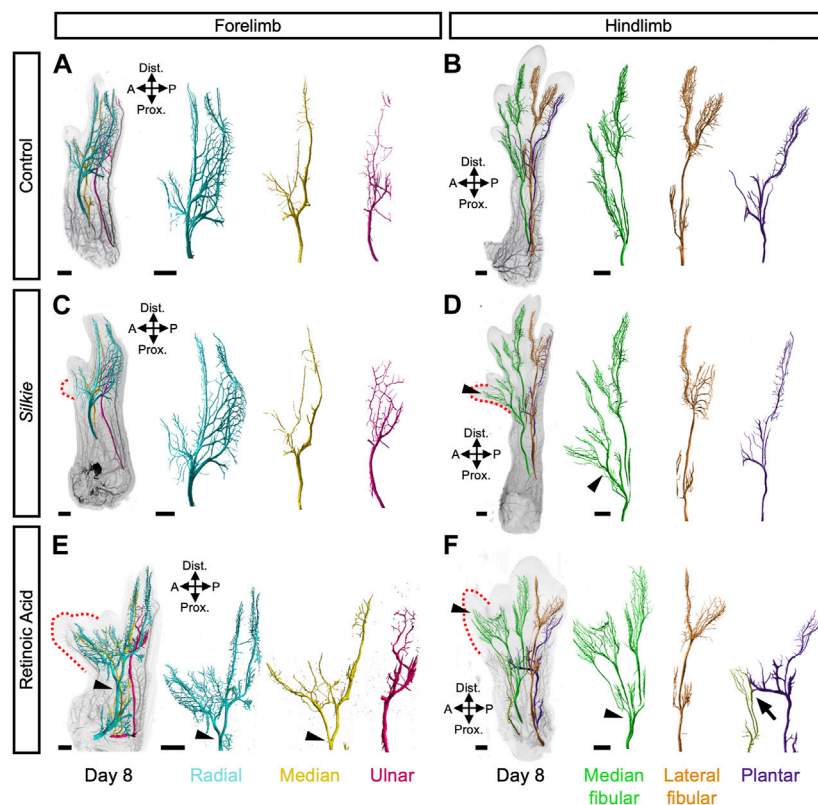 Forelimb
Hindlimb
Control
A
Dist.
A P
Prox.
B
Dist.
A P
Prox.
Silkie
C
Dist.
A P
Prox.
D
Dist.
A P
Prox.
Retinoic Acid
E
Dist.
A P
Prox.
F
Dist.
A P
Prox.
Day 8
Radial
Median
Ulnar
Day 8
Median
fibular
Lateral
fibular
Plantar